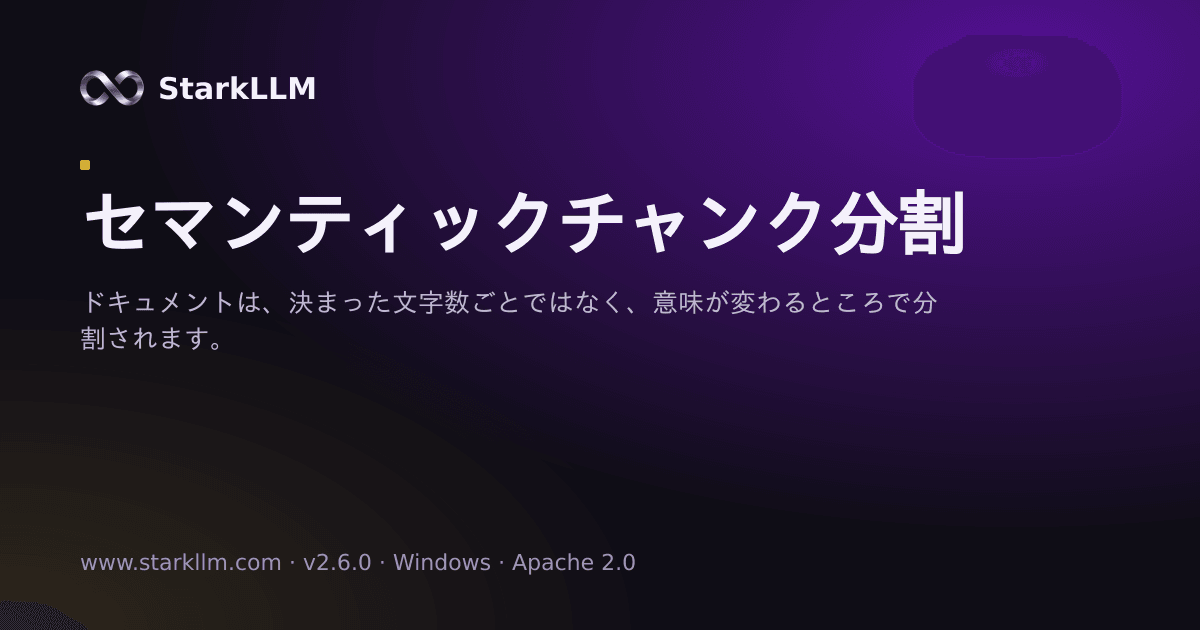 StarkLLM
セマンティックチャンク分割
ドキュメントは、決まった文字数ごとではなく、意味が変わるところで分
割されます。
www.starkllm.com · v2.6.0 · Windows · Apache 2.0